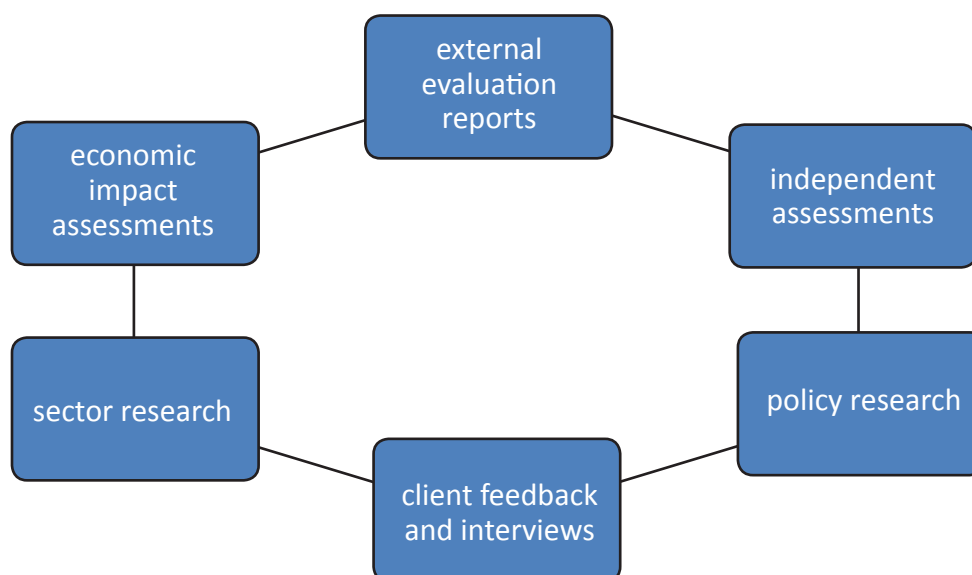 external
evaluation
reports
economic
impact
assessments
independent
assessments
sector research
policy research
client feedback
and interviews